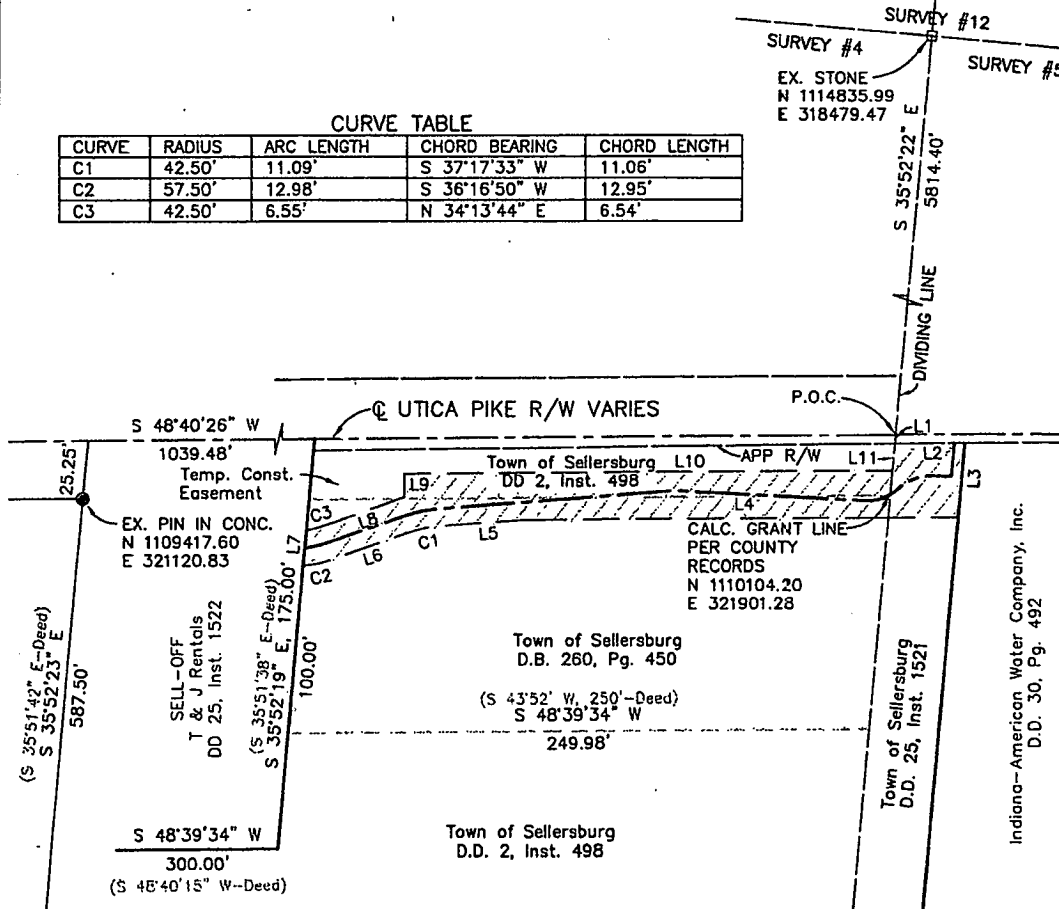 SURVEY #12
SURVEY #4
SURVEY #5
EX. STONE
N 1114835.99
E 318479.47
S 35°52'22" E
5814.40'
DIVIDING LINE
CURVE TABLE
CURVE RADIUS ARC LENGTH CHORD BEARING CHORD LENGTH
C1 42.50' 11.09' S 37°17'33" W 11.06'
C2 57.50' 12.98' S 36°16'50" W 12.95'
C3 42.50' 6.55' N 34°13'44" E 6.54'
P.O.C.
L1
℄ UTICA PIKE R/W VARIES
S 48°40'26" W
1039.48'
25.25'
APP R/W
L11
L2
L3
Town of Sellersburg
DD 2, Inst. 498
L10
Temp. Const.
Easement
L9
C3
L8
L4
L7
L6
C1
L5
C2
EX. PIN IN CONC.
N 1109417.60
E 321120.83
CALC. GRANT LINE
PER COUNTY
RECORDS
N 1110104.20
E 321901.28
(S 35°51'42" E-Deed)
S 35°52'23" E
587.50'
SELL-OFF
T & J Rentals
DD 25, Inst. 1522
(S 35°51'38" E-Deed)
S 35°52'19" E, 175.00'
100.00'
Town of Sellersburg
D.B. 260, Pg. 450
(S 43°52' W, 250'-Deed)
S 48°39'34" W
249.98'
Town of Sellersburg
D.D. 25, Inst. 1521
Indiana-American Water Company, Inc.
D.D. 30, Pg. 492
S 48°39'34" W
300.00'
(S 48°40'15" W-Deed)
Town of Sellersburg
D.D. 2, Inst. 498